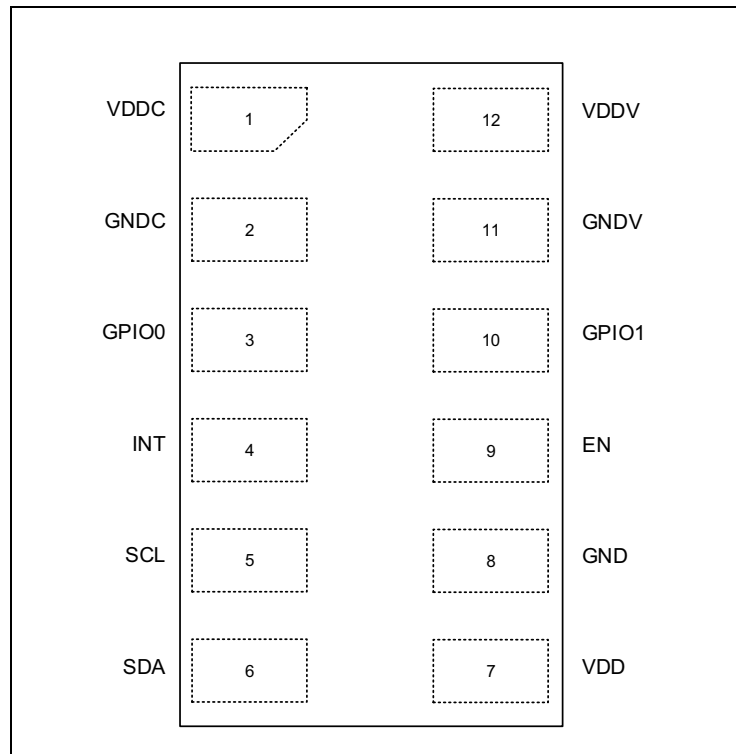 VDDC 1 12 VDDV
GNDC 2 11 GNDV
GPIO0 3 10 GPIO1
INT 4 9 EN
SCL 5 8 GND
SDA 6 7 VDD